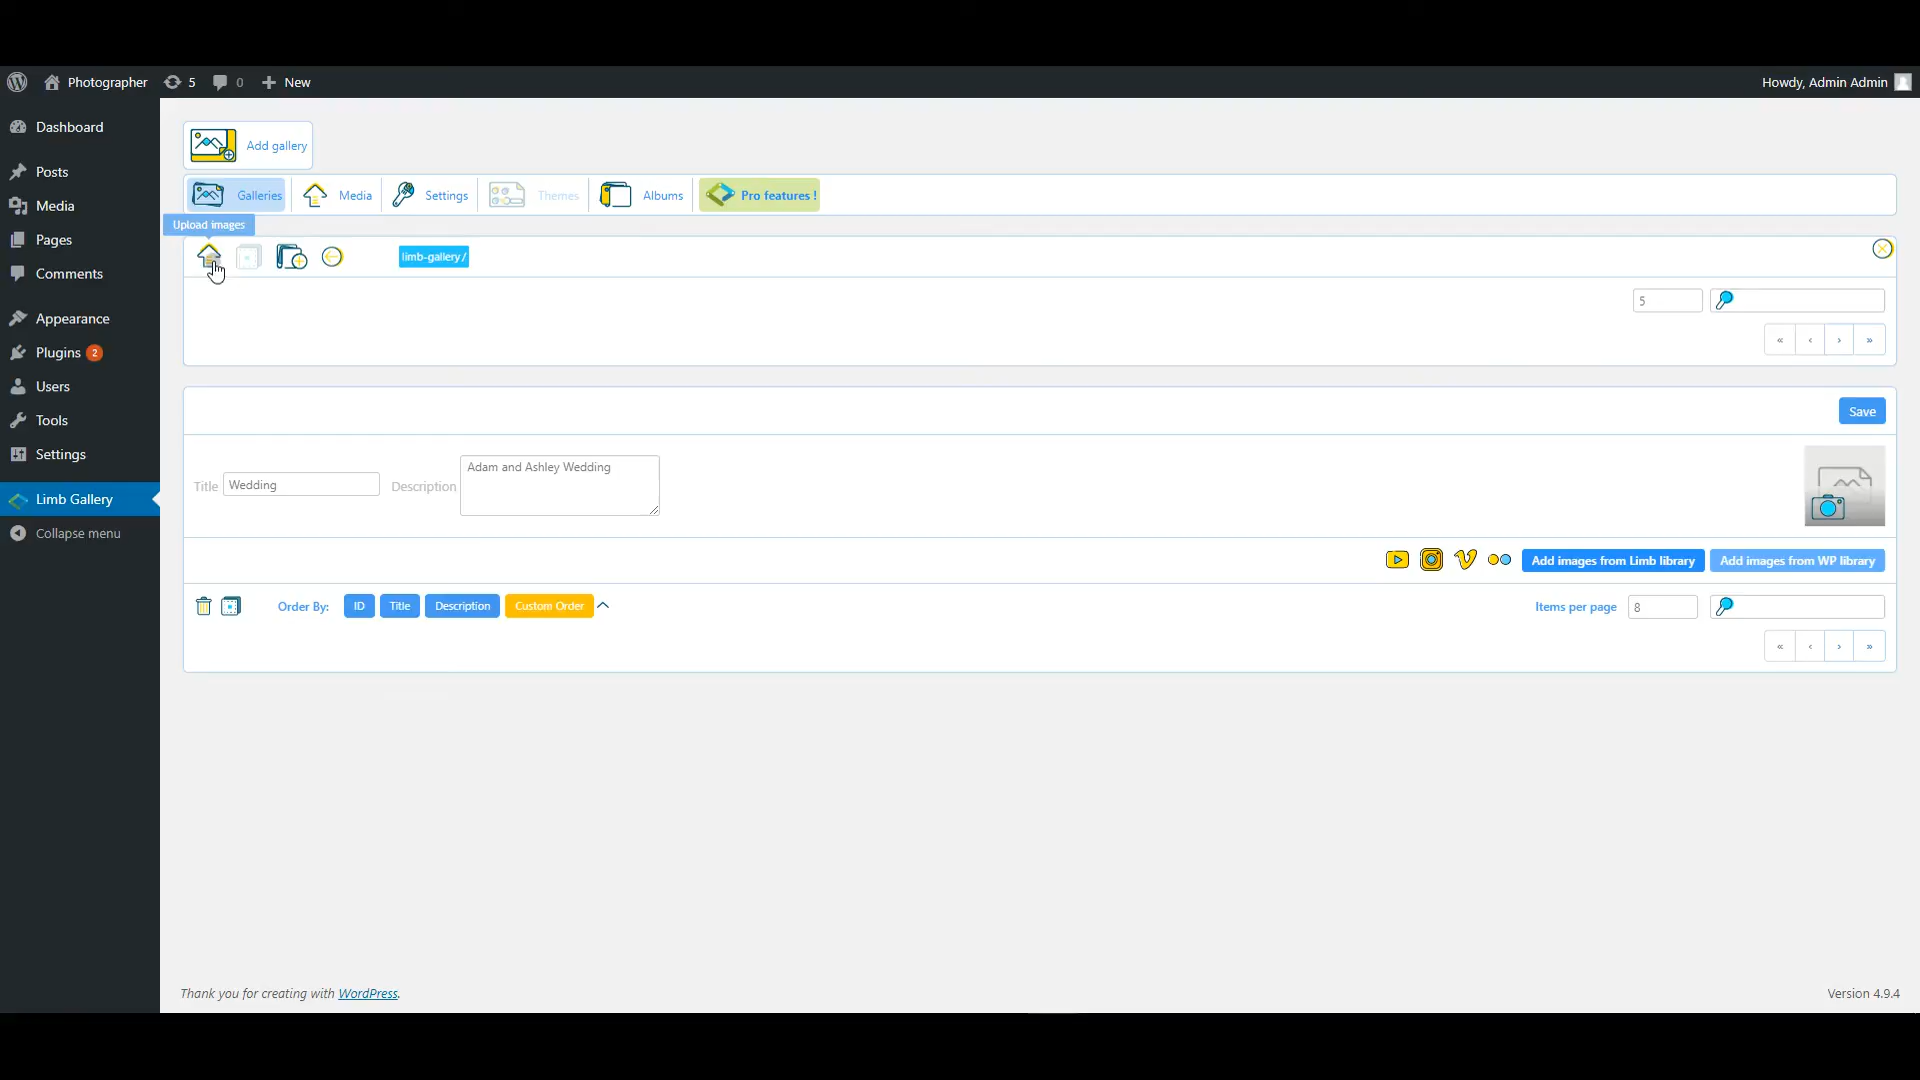 Photographer 5 0 New Howdy, Admin Admin
Dashboard
Posts
Media
Pages
Comments
Appearance
Plugins 2
Users
Tools
Settings
Limb Gallery
Collapse menu
Add gallery
Galleries Media Settings Themes Albums Pro features !
Upload images
limb-gallery/
5
« ‹ › »
Save
Title Wedding Description Adam and Ashley Wedding
Add images from Limb library Add images from WP library
Order By: ID Title Description Custom Order Items per page 8
« ‹ › »
Thank you for creating with WordPress. Version 4.9.4